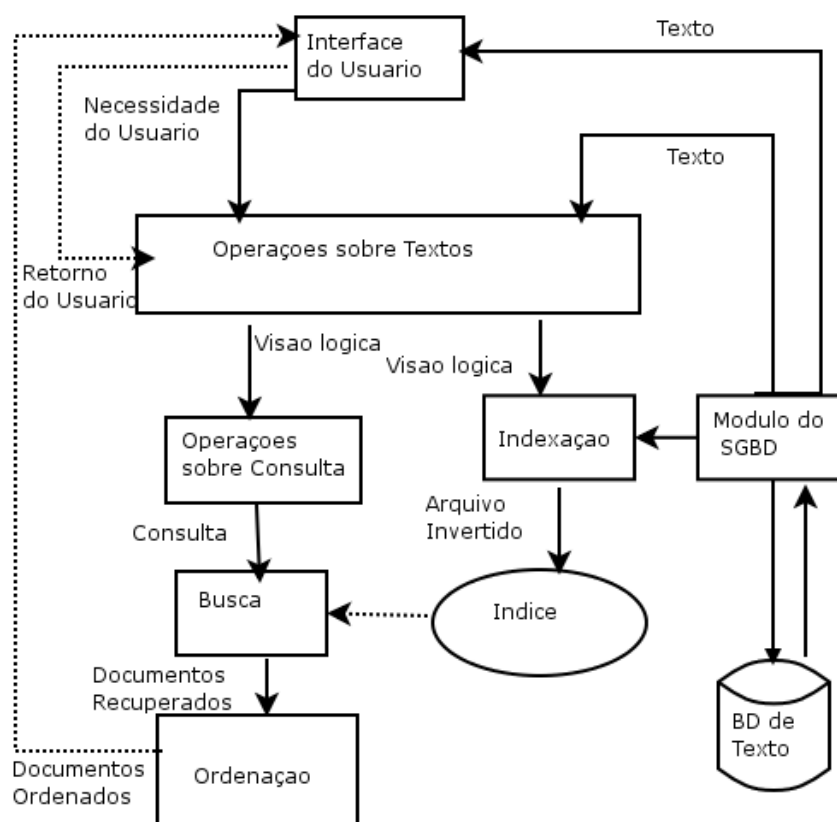 Texto
Interface
do Usuario
Necessidade
do Usuario
Texto
Operaçoes sobre Textos
Retorno
do Usuario
Visao logica
Visao logica
Operaçoes
sobre Consulta
Indexaçao
Modulo do
SGBD
Arquivo
Invertido
Consulta
Busca
Indice
Documentos
Recuperados
BD de
Texto
Documentos
Ordenados
Ordenaçao